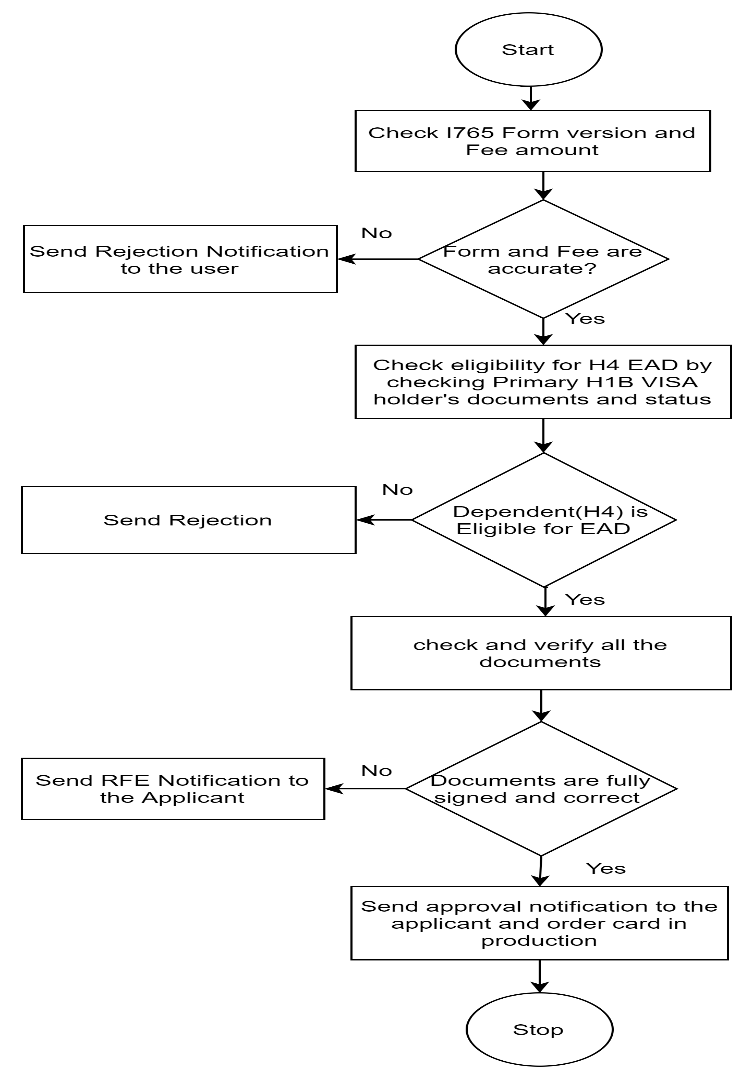 Start
Check I765 Form version and
Fee amount
No
Send Rejection Notification
to the user
Form and Fee are
accurate?
Yes
Check eligibility for H4 EAD by
checking Primary H1B VISA
holder's documents and status
No
Send Rejection
Dependent(H4) is
Eligible for EAD
Yes
check and verify all the
documents
No
Send RFE Notification to
the Applicant
Documents are fully
signed and correct
Yes
Send approval notification to the
applicant and order card in
production
Stop